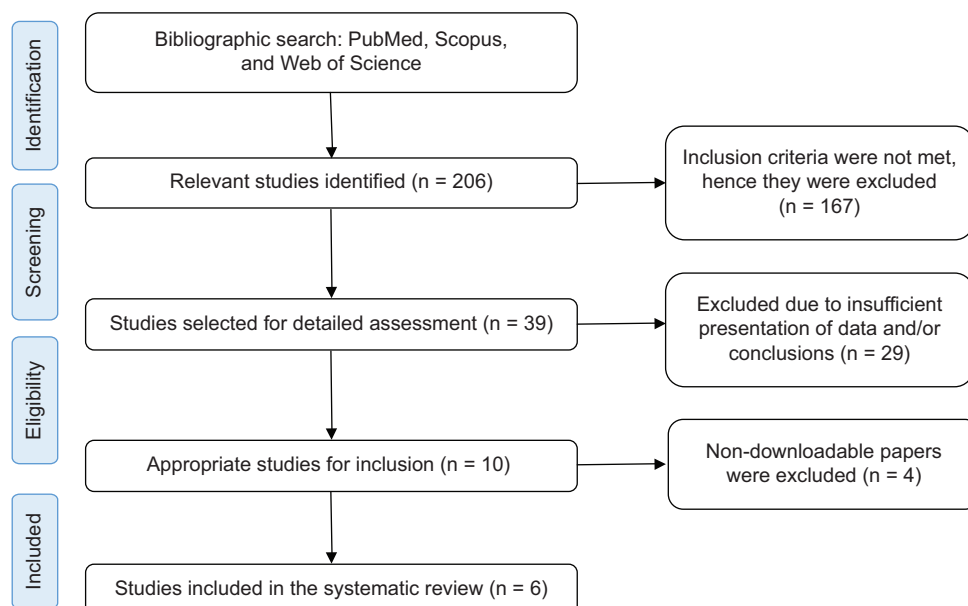 Identification
Bibliographic search: PubMed, Scopus,
and Web of Science
Relevant studies identified (n = 206)
Inclusion criteria were not met,
hence they were excluded
(n = 167)
Screening
Studies selected for detailed assessment (n = 39)
Excluded due to insufficient
presentation of data and/or
conclusions (n = 29)
Eligibility
Appropriate studies for inclusion (n = 10)
Non-downloadable papers
were excluded (n = 4)
Included
Studies included in the systematic review (n = 6)